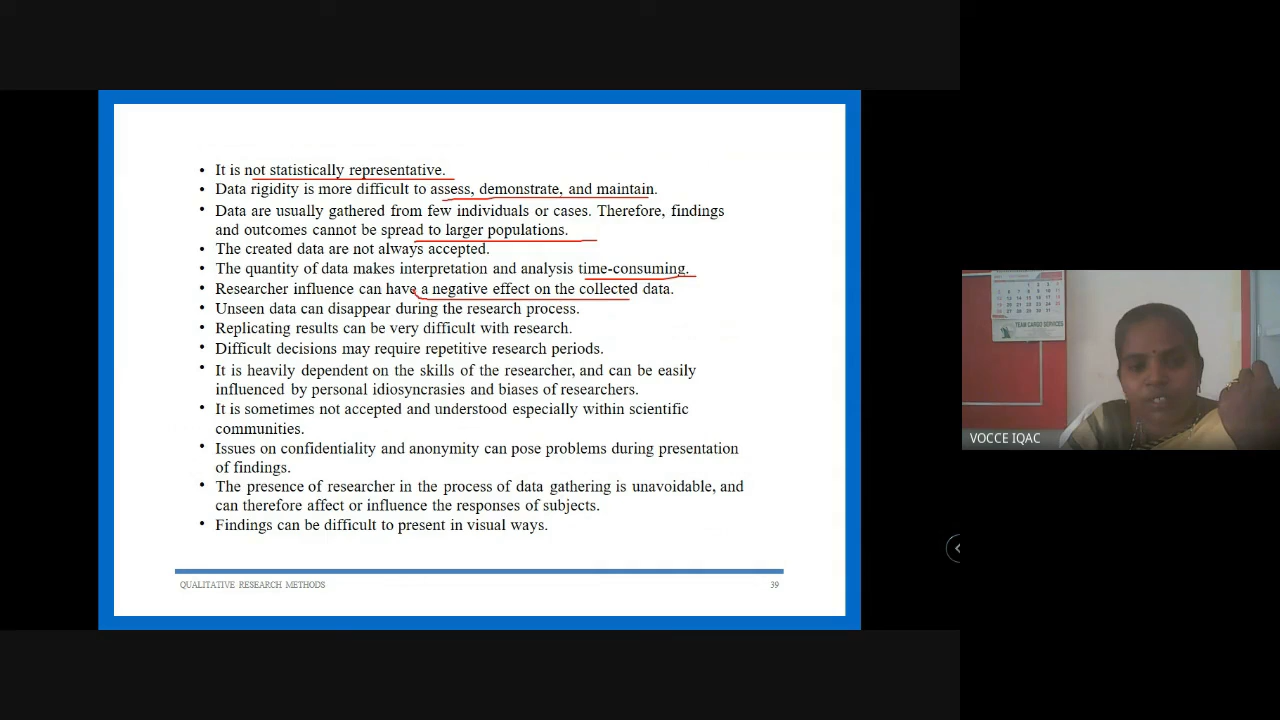 • It is not statistically representative.
• Data rigidity is more difficult to assess, demonstrate, and maintain.
• Data are usually gathered from few individuals or cases. Therefore, findings
and outcomes cannot be spread to larger populations.
• The created data are not always accepted.
• The quantity of data makes interpretation and analysis time-consuming.
• Researcher influence can have a negative effect on the collected data.
• Unseen data can disappear during the research process.
• Replicating results can be very difficult with research.
• Difficult decisions may require repetitive research periods.
• It is heavily dependent on the skills of the researcher, and can be easily
influenced by personal idiosyncrasies and biases of researchers.
• It is sometimes not accepted and understood especially within scientific
communities.
• Issues on confidentiality and anonymity can pose problems during presentation
of findings.
• The presence of researcher in the process of data gathering is unavoidable, and
can therefore affect or influence the responses of subjects.
• Findings can be difficult to present in visual ways.
QUALITATIVE RESEARCH METHODS 39
TEAM CARGO SERVICES
VOCCE IQAC